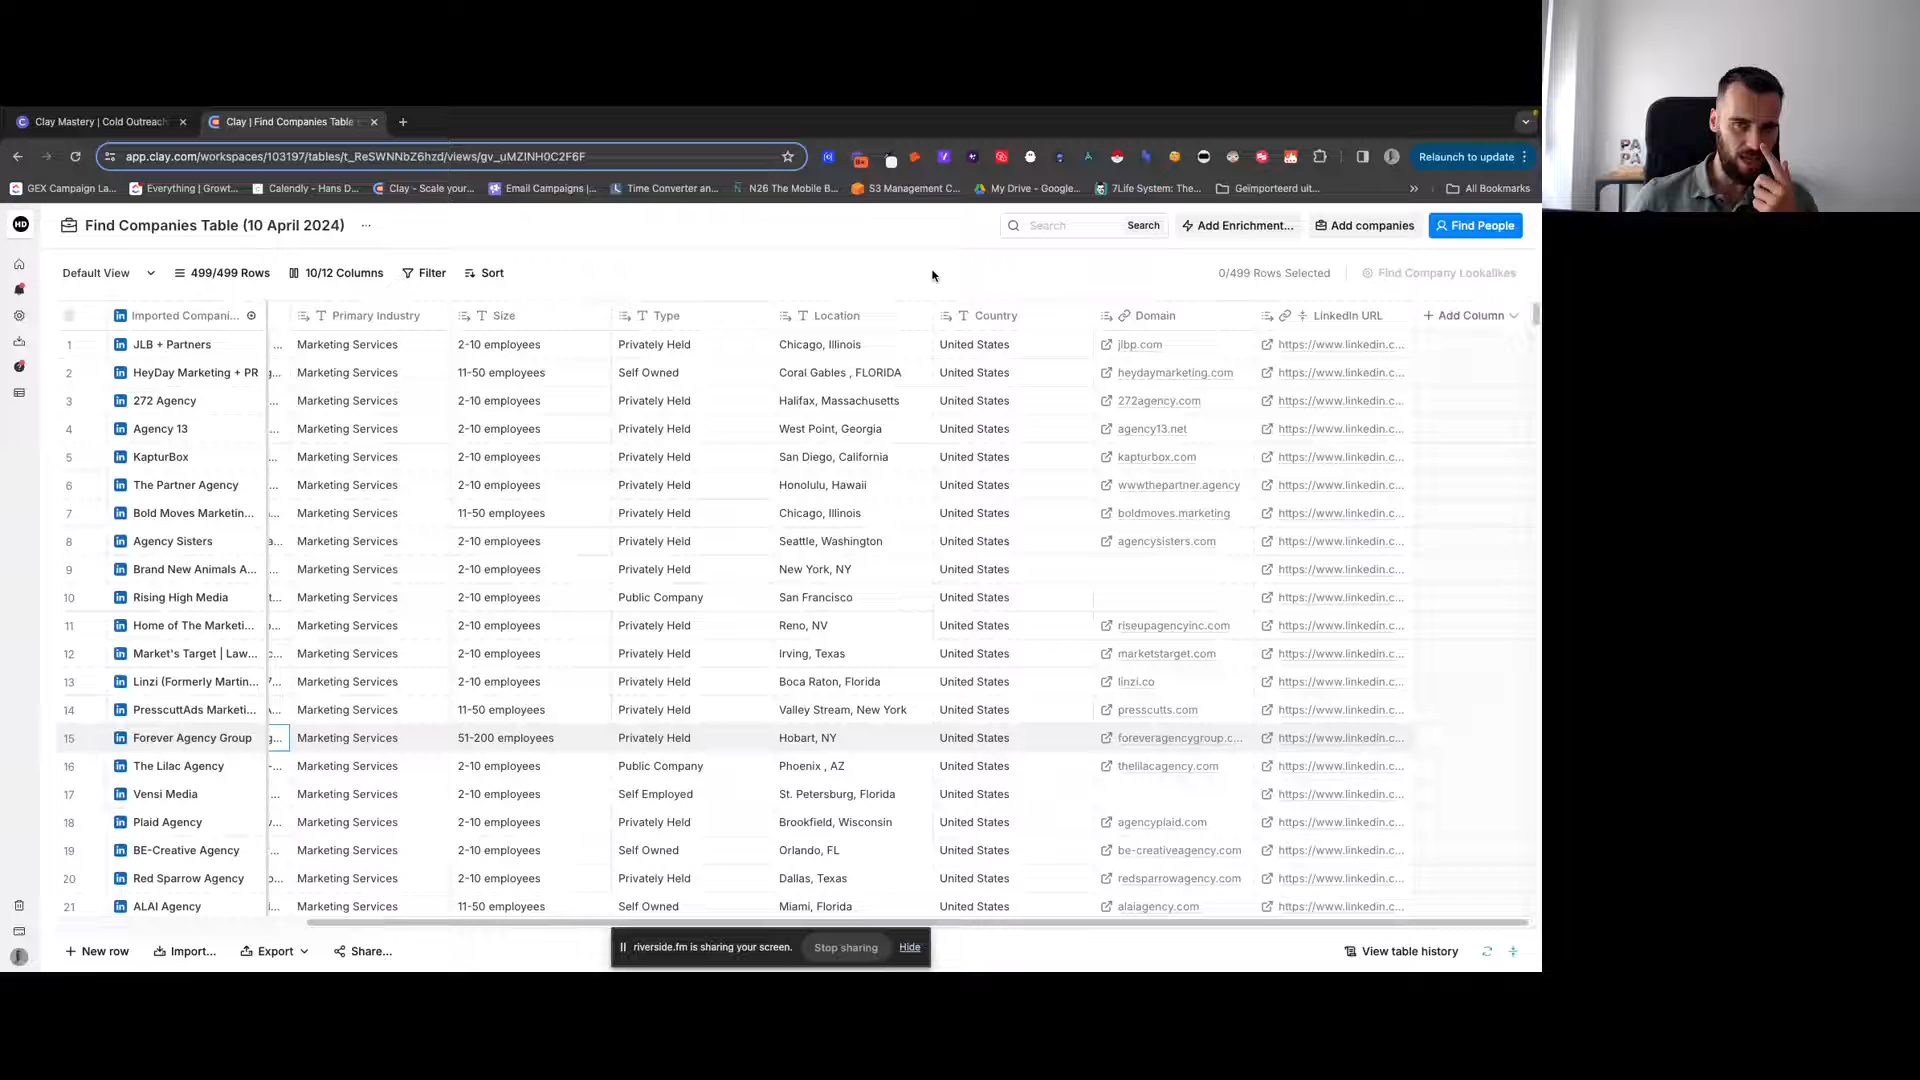 Clay Mastery | Cold Outreach
Clay | Find Companies Table
app.clay.com/workspaces/103197/tables/t_ReSWNNbZ6hzd/views/gv_uMZINH0C2F6F
Relaunch to update
GEX Campaign La...
Everything | Growt...
Calendly - Hans D...
Clay - Scale your...
Email Campaigns |...
Time Converter an...
N26 The Mobile B...
S3 Management C...
My Drive - Google...
7Life System: The...
Geïmporteerd uit...
All Bookmarks
HD
Find Companies Table (10 April 2024)
Search
Search
Add Enrichment...
Add companies
Find People
Default View
499/499 Rows
10/12 Columns
Filter
Sort
0/499 Rows Selected
Find Company Lookalikes
Imported Compani... Primary Industry Size Type Location Country Domain LinkedIn URL + Add Column
1 JLB + Partners ... Marketing Services 2-10 employees Privately Held Chicago, Illinois United States jlbp.com https://www.linkedin.c...
2 HeyDay Marketing + PR g... Marketing Services 11-50 employees Self Owned Coral Gables , FLORIDA United States heydaymarketing.com https://www.linkedin.c...
3 272 Agency ... Marketing Services 2-10 employees Privately Held Halifax, Massachusetts United States 272agency.com https://www.linkedin.c...
4 Agency 13 ... Marketing Services 2-10 employees Privately Held West Point, Georgia United States agency13.net https://www.linkedin.c...
5 KapturBox ... Marketing Services 2-10 employees Privately Held San Diego, California United States kapturbox.com https://www.linkedin.c...
6 The Partner Agency ... Marketing Services 2-10 employees Privately Held Honolulu, Hawaii United States wwwthepartner.agency https://www.linkedin.c...
7 Bold Moves Marketin... ... Marketing Services 11-50 employees Privately Held Chicago, Illinois United States boldmoves.marketing https://www.linkedin.c...
8 Agency Sisters a... Marketing Services 2-10 employees Privately Held Seattle, Washington United States agencysisters.com https://www.linkedin.c...
9 Brand New Animals A... ... Marketing Services 2-10 employees Privately Held New York, NY United States https://www.linkedin.c...
10 Rising High Media t... Marketing Services 2-10 employees Public Company San Francisco United States https://www.linkedin.c...
11 Home of The Marketi... ... Marketing Services 2-10 employees Privately Held Reno, NV United States riseupagencyinc.com https://www.linkedin.c...
12 Market's Target | Law... c... Marketing Services 2-10 employees Privately Held Irving, Texas United States marketstarget.com https://www.linkedin.c...
13 Linzi (Formerly Martin... 7... Marketing Services 2-10 employees Privately Held Boca Raton, Florida United States linzi.co https://www.linkedin.c...
14 PresscuttAds Marketi... ... Marketing Services 11-50 employees Privately Held Valley Stream, New York United States presscutts.com https://www.linkedin.c...
15 Forever Agency Group g... Marketing Services 51-200 employees Privately Held Hobart, NY United States foreveragencygroup.c... https://www.linkedin.c...
16 The Lilac Agency -... Marketing Services 2-10 employees Public Company Phoenix , AZ United States thelilacagency.com https://www.linkedin.c...
17 Vensi Media ... Marketing Services 2-10 employees Self Employed St. Petersburg, Florida United States https://www.linkedin.c...
18 Plaid Agency ... Marketing Services 2-10 employees Privately Held Brookfield, Wisconsin United States agencyplaid.com https://www.linkedin.c...
19 BE-Creative Agency ... Marketing Services 2-10 employees Self Owned Orlando, FL United States be-creativeagency.com https://www.linkedin.c...
20 Red Sparrow Agency ... Marketing Services 2-10 employees Privately Held Dallas, Texas United States redsparrowagency.com https://www.linkedin.c...
21 ALAI Agency i... Marketing Services 11-50 employees Self Owned Miami, Florida United States alaiagency.com https://www.linkedin.c...
+ New row
Import...
Export
Share...
riverside.fm is sharing your screen.
Stop sharing
Hide
View table history
PA
PA